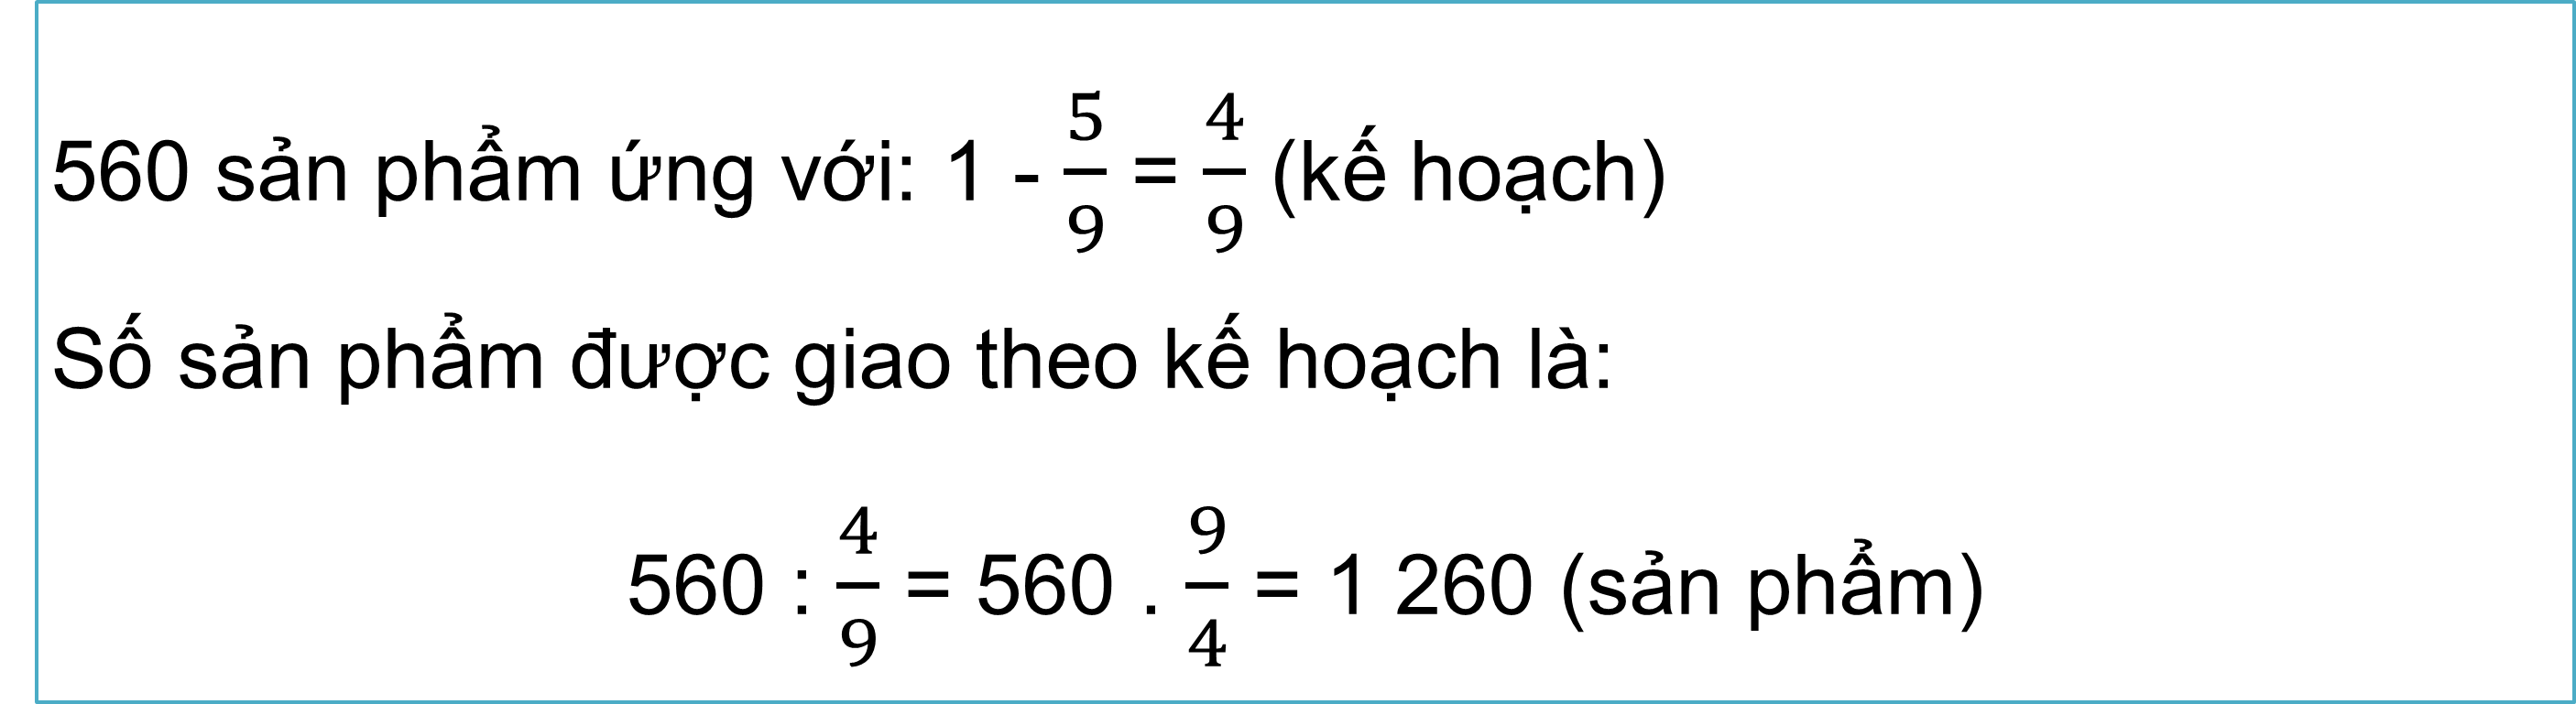 560 sản phẩm ứng với: 1 - 5/9 = 4/9 (kế hoạch)
Số sản phẩm được giao theo kế hoạch là:
560 : 4/9 = 560 . 9/4 = 1 260 (sản phẩm)